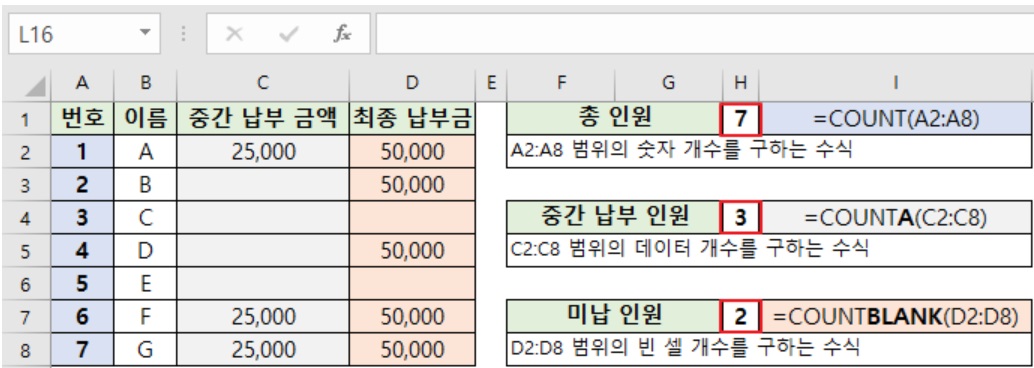 L16 fx
A B C D E F G H I
1 번호 이름 중간 납부 금액 최종 납부금 총 인원 7 =COUNT(A2:A8)
2 1 A 25,000 50,000 A2:A8 범위의 숫자 개수를 구하는 수식
3 2 B 50,000
4 3 C 중간 납부 인원 3 =COUNTA(C2:C8)
5 4 D 50,000 C2:C8 범위의 데이터 개수를 구하는 수식
6 5 E
7 6 F 25,000 50,000 미납 인원 2 =COUNTBLANK(D2:D8)
8 7 G 25,000 50,000 D2:D8 범위의 빈 셀 개수를 구하는 수식